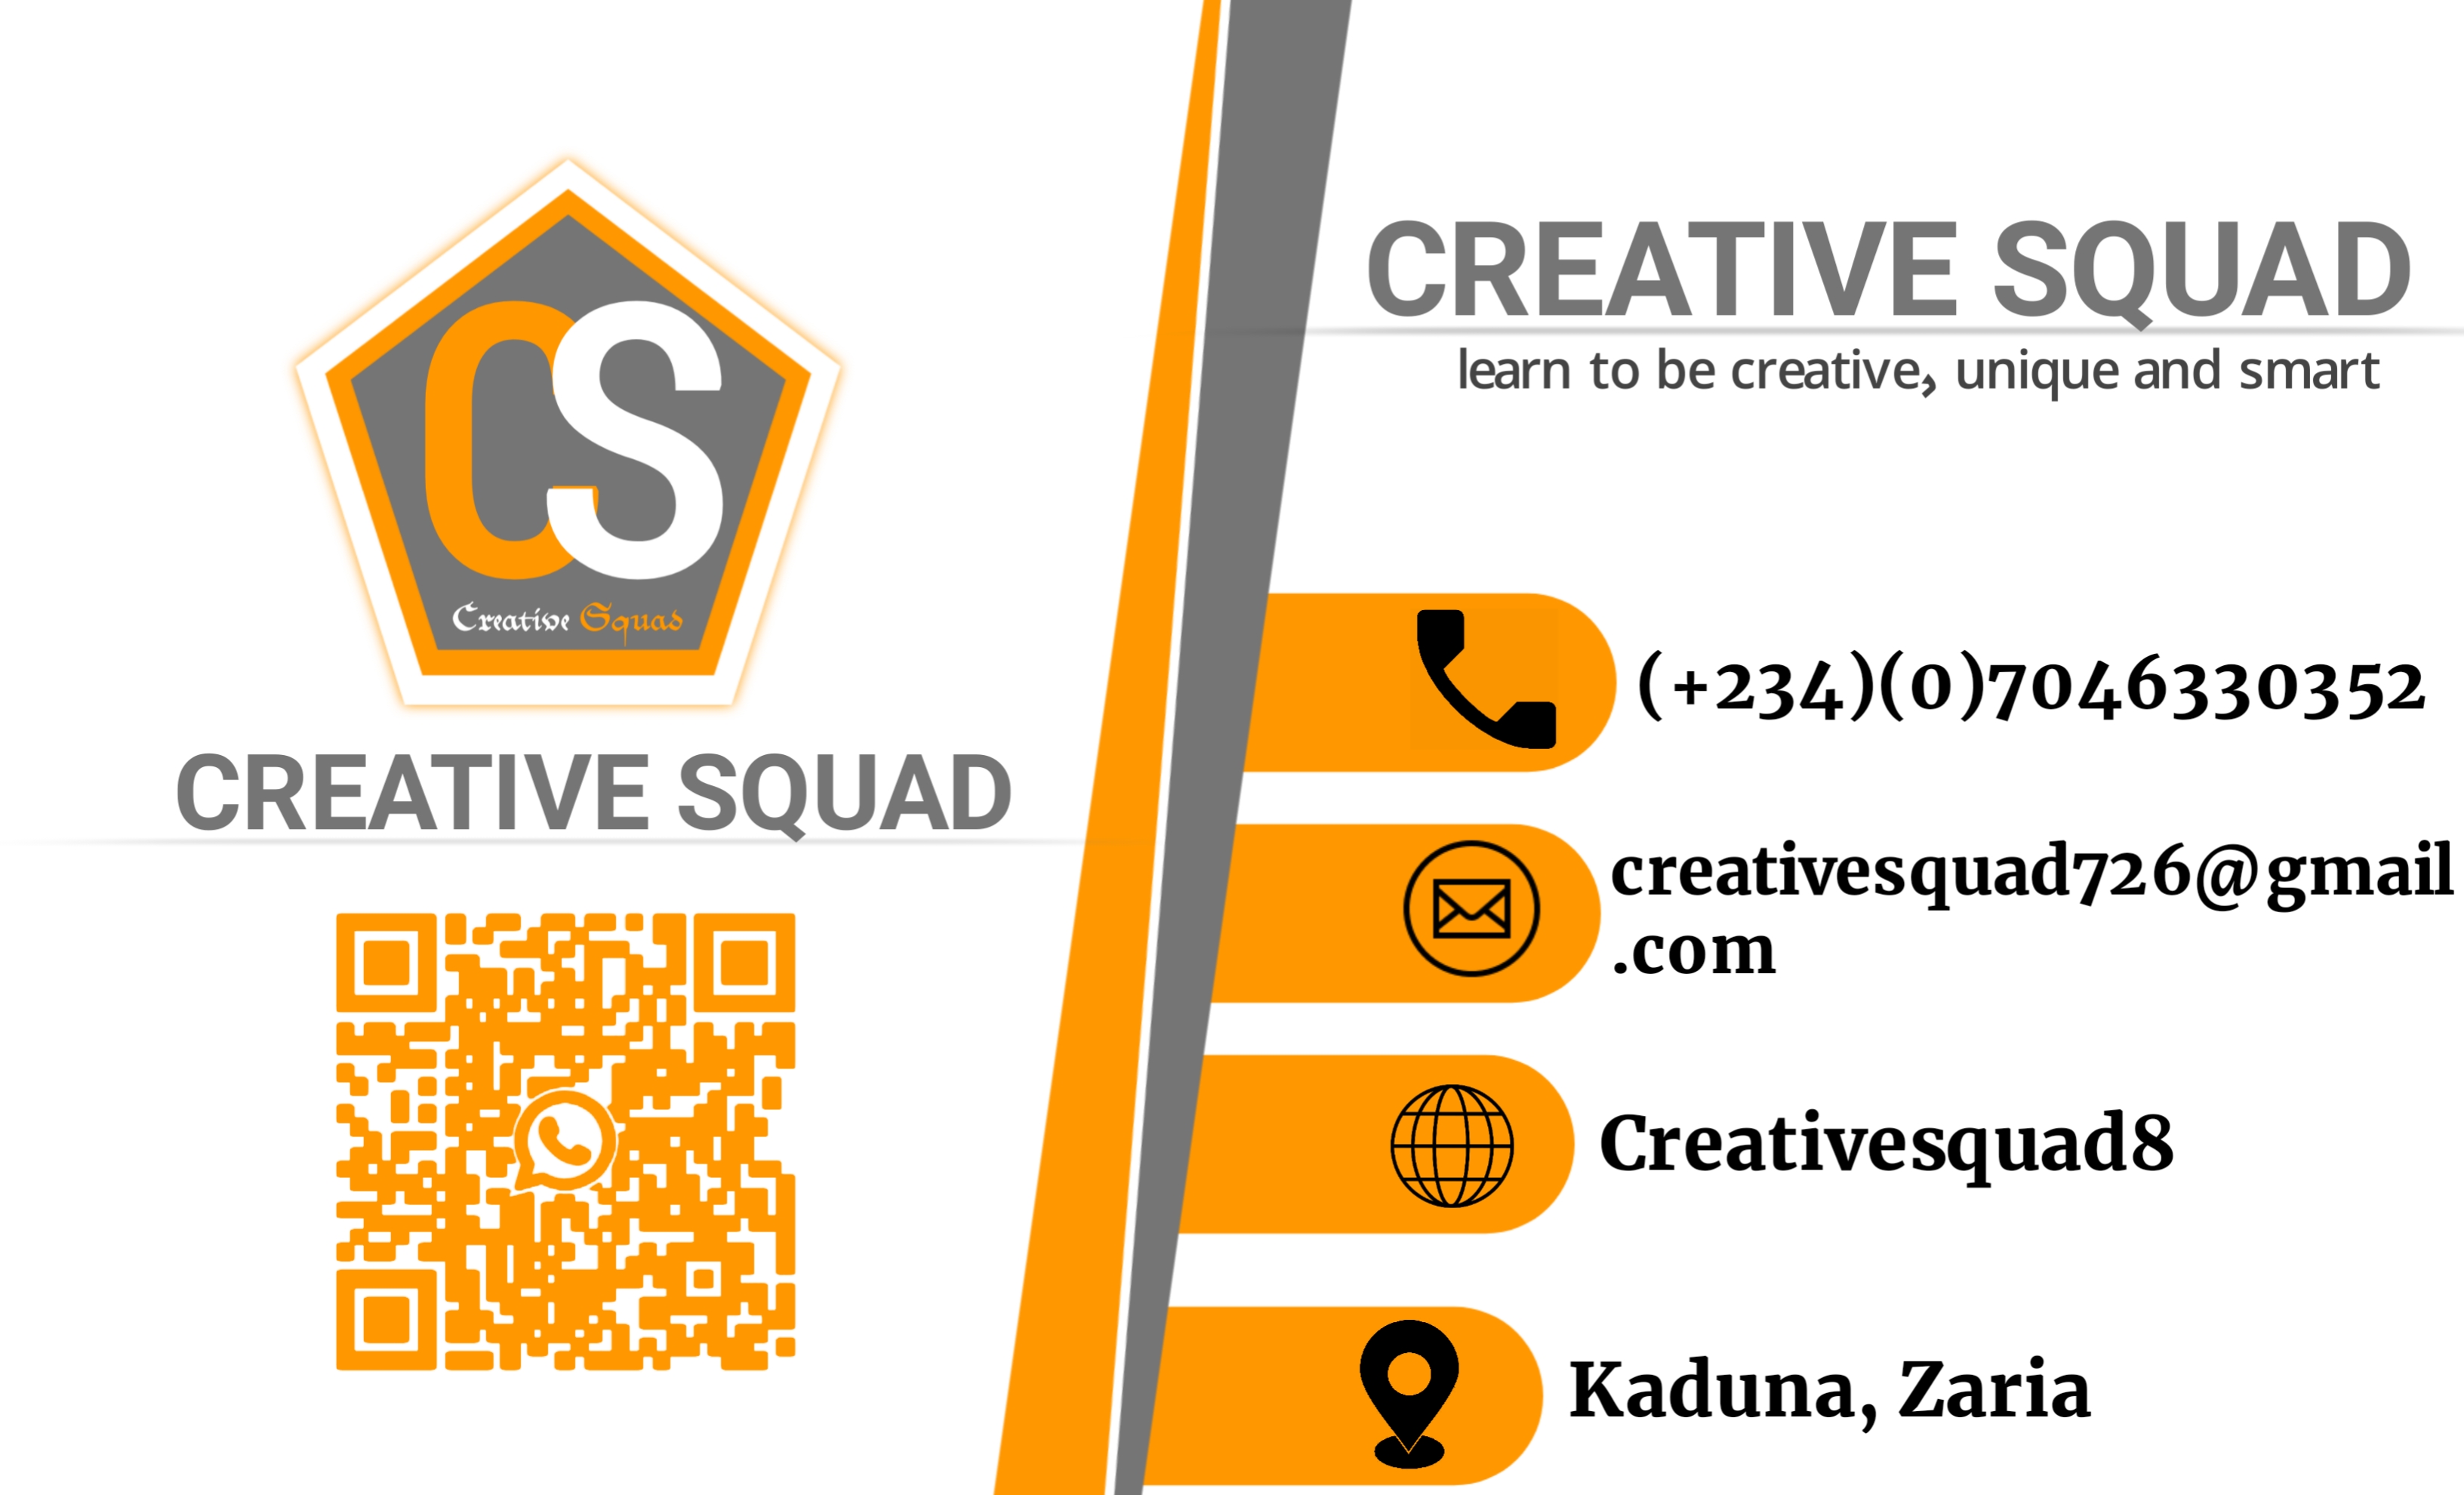 CS
Creative Squad
CREATIVE SQUAD
CREATIVE SQUAD
learn to be creative, unique and smart
(+234)(0)7046330352
creativesquad726@gmail
.com
Creativesquad8
Kaduna, Zaria